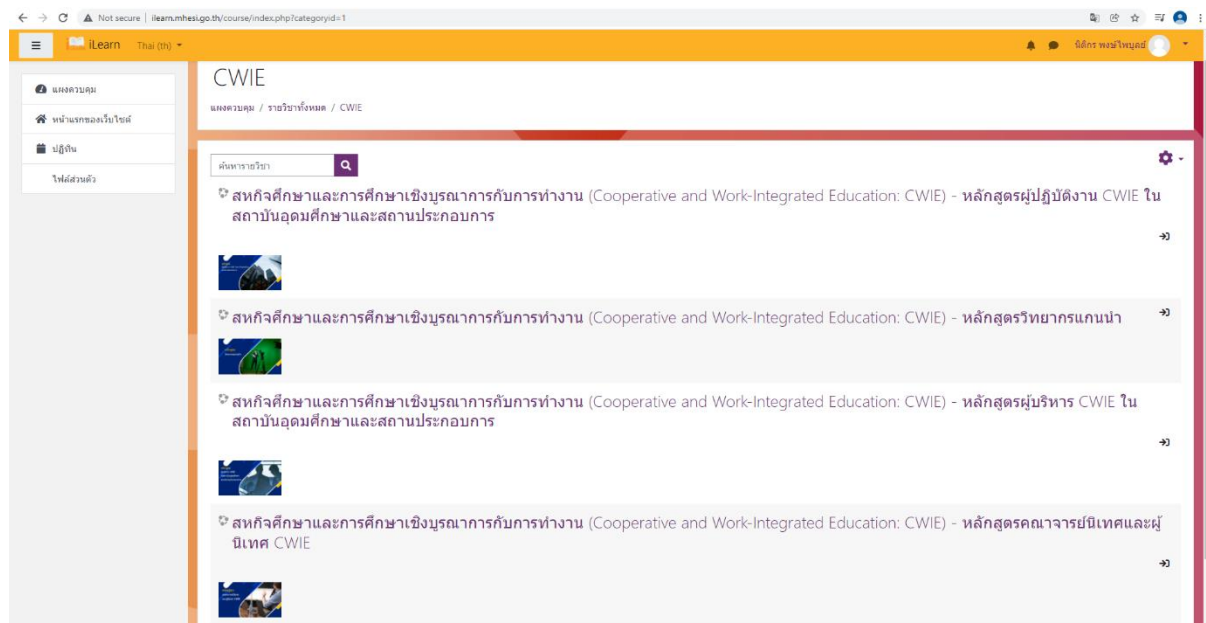 Not secure | ilearn.mhesi.go.th/course/index.php?categoryid=1
iLearn Thai (th)
นิติกร พงษ์ไพบูลย์
แผงควบคุม
หน้าแรกของเว็บไซต์
ปฏิทิน
ไฟล์ส่วนตัว
CWIE
แผงควบคุม / รายวิชาทั้งหมด / CWIE
ค้นหารายวิชา
สหกิจศึกษาและการศึกษาเชิงบูรณาการกับการทำงาน (Cooperative and Work-Integrated Education: CWIE) - หลักสูตรผู้ปฏิบัติงาน CWIE ใน
สถาบันอุดมศึกษาและสถานประกอบการ
สหกิจศึกษาและการศึกษาเชิงบูรณาการกับการทำงาน (Cooperative and Work-Integrated Education: CWIE) - หลักสูตรวิทยากรแกนนำ
สหกิจศึกษาและการศึกษาเชิงบูรณาการกับการทำงาน (Cooperative and Work-Integrated Education: CWIE) - หลักสูตรผู้บริหาร CWIE ใน
สถาบันอุดมศึกษาและสถานประกอบการ
สหกิจศึกษาและการศึกษาเชิงบูรณาการกับการทำงาน (Cooperative and Work-Integrated Education: CWIE) - หลักสูตรคณาจารย์นิเทศและผู้
นิเทศ CWIE